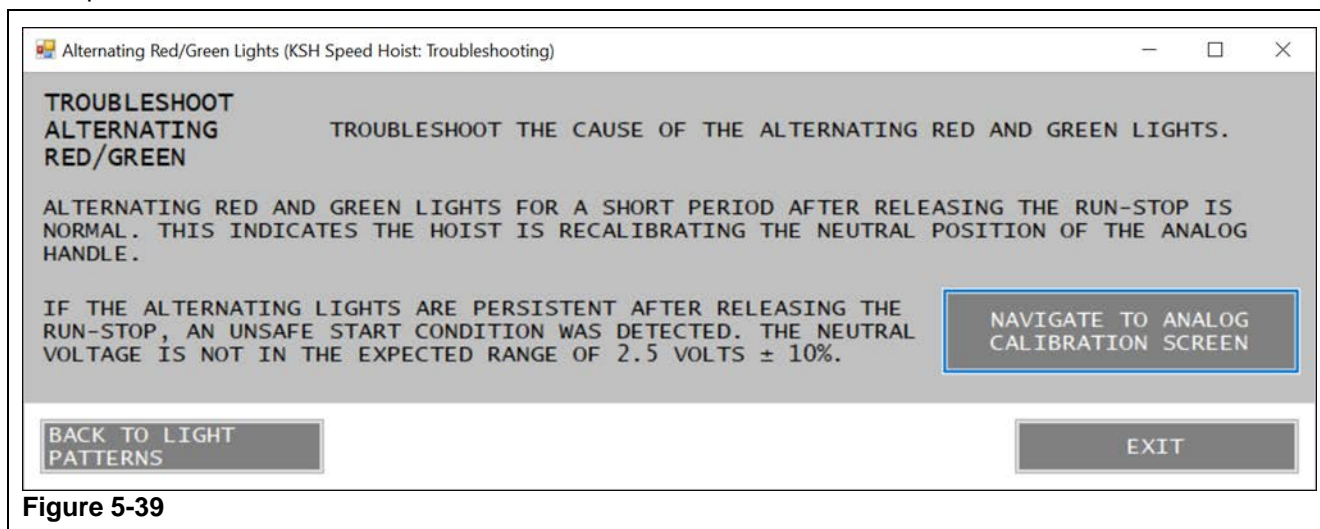 Alternating Red/Green Lights (KSH Speed Hoist: Troubleshooting)
TROUBLESHOOT
ALTERNATING
RED/GREEN
TROUBLESHOOT THE CAUSE OF THE ALTERNATING RED AND GREEN LIGHTS.
ALTERNATING RED AND GREEN LIGHTS FOR A SHORT PERIOD AFTER RELEASING THE RUN-STOP IS
NORMAL. THIS INDICATES THE HOIST IS RECALIBRATING THE NEUTRAL POSITION OF THE ANALOG
HANDLE.
IF THE ALTERNATING LIGHTS ARE PERSISTENT AFTER RELEASING THE
RUN-STOP, AN UNSAFE START CONDITION WAS DETECTED. THE NEUTRAL
VOLTAGE IS NOT IN THE EXPECTED RANGE OF 2.5 VOLTS ± 10%.
NAVIGATE TO ANALOG
CALIBRATION SCREEN
BACK TO LIGHT
PATTERNS
EXIT
Figure 5-39